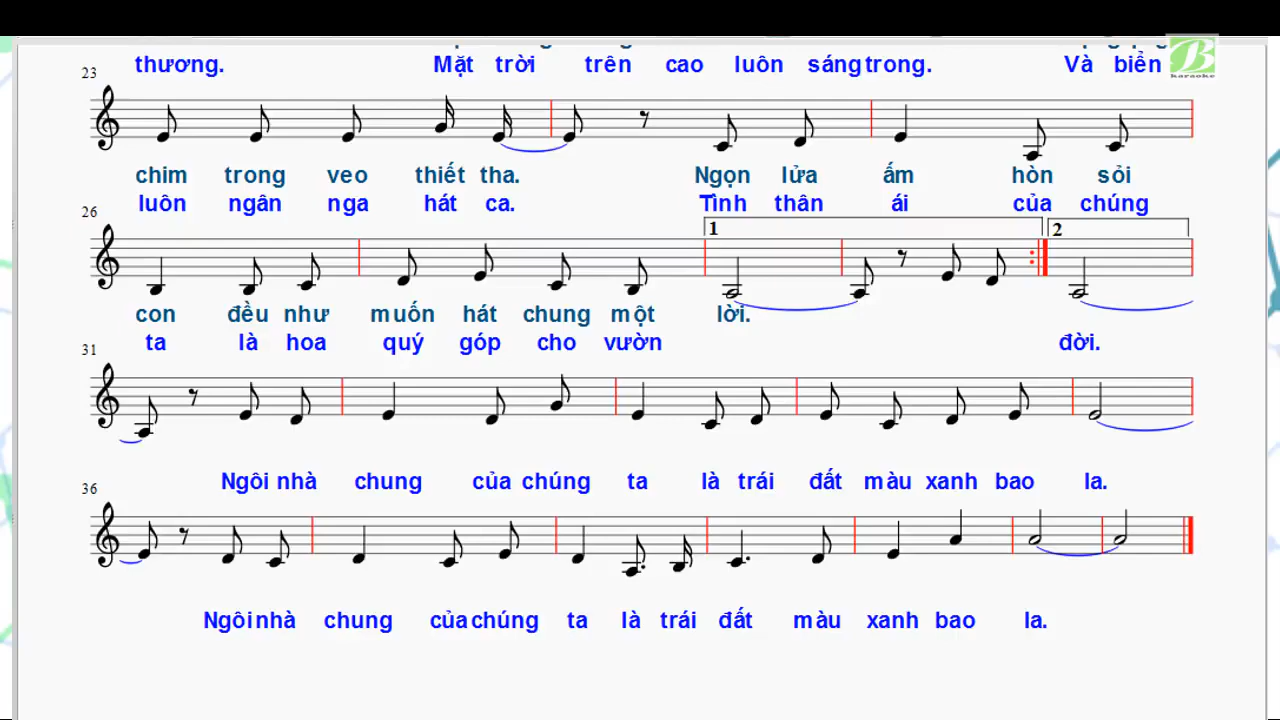 thương. Mặt trời trên cao luôn sáng trong. Và biển
B
karaoke
23
chim trong veo thiết tha. Ngọn lửa ấm hòn sỏi
luôn ngân nga hát ca. Tình thân ái của chúng
26
1 2
con đều như muốn hát chung một lời.
ta là hoa quý góp cho vườn đời.
31
Ngôi nhà chung của chúng ta là trái đất màu xanh bao la.
36
Ngôi nhà chung của chúng ta là trái đất màu xanh bao la.